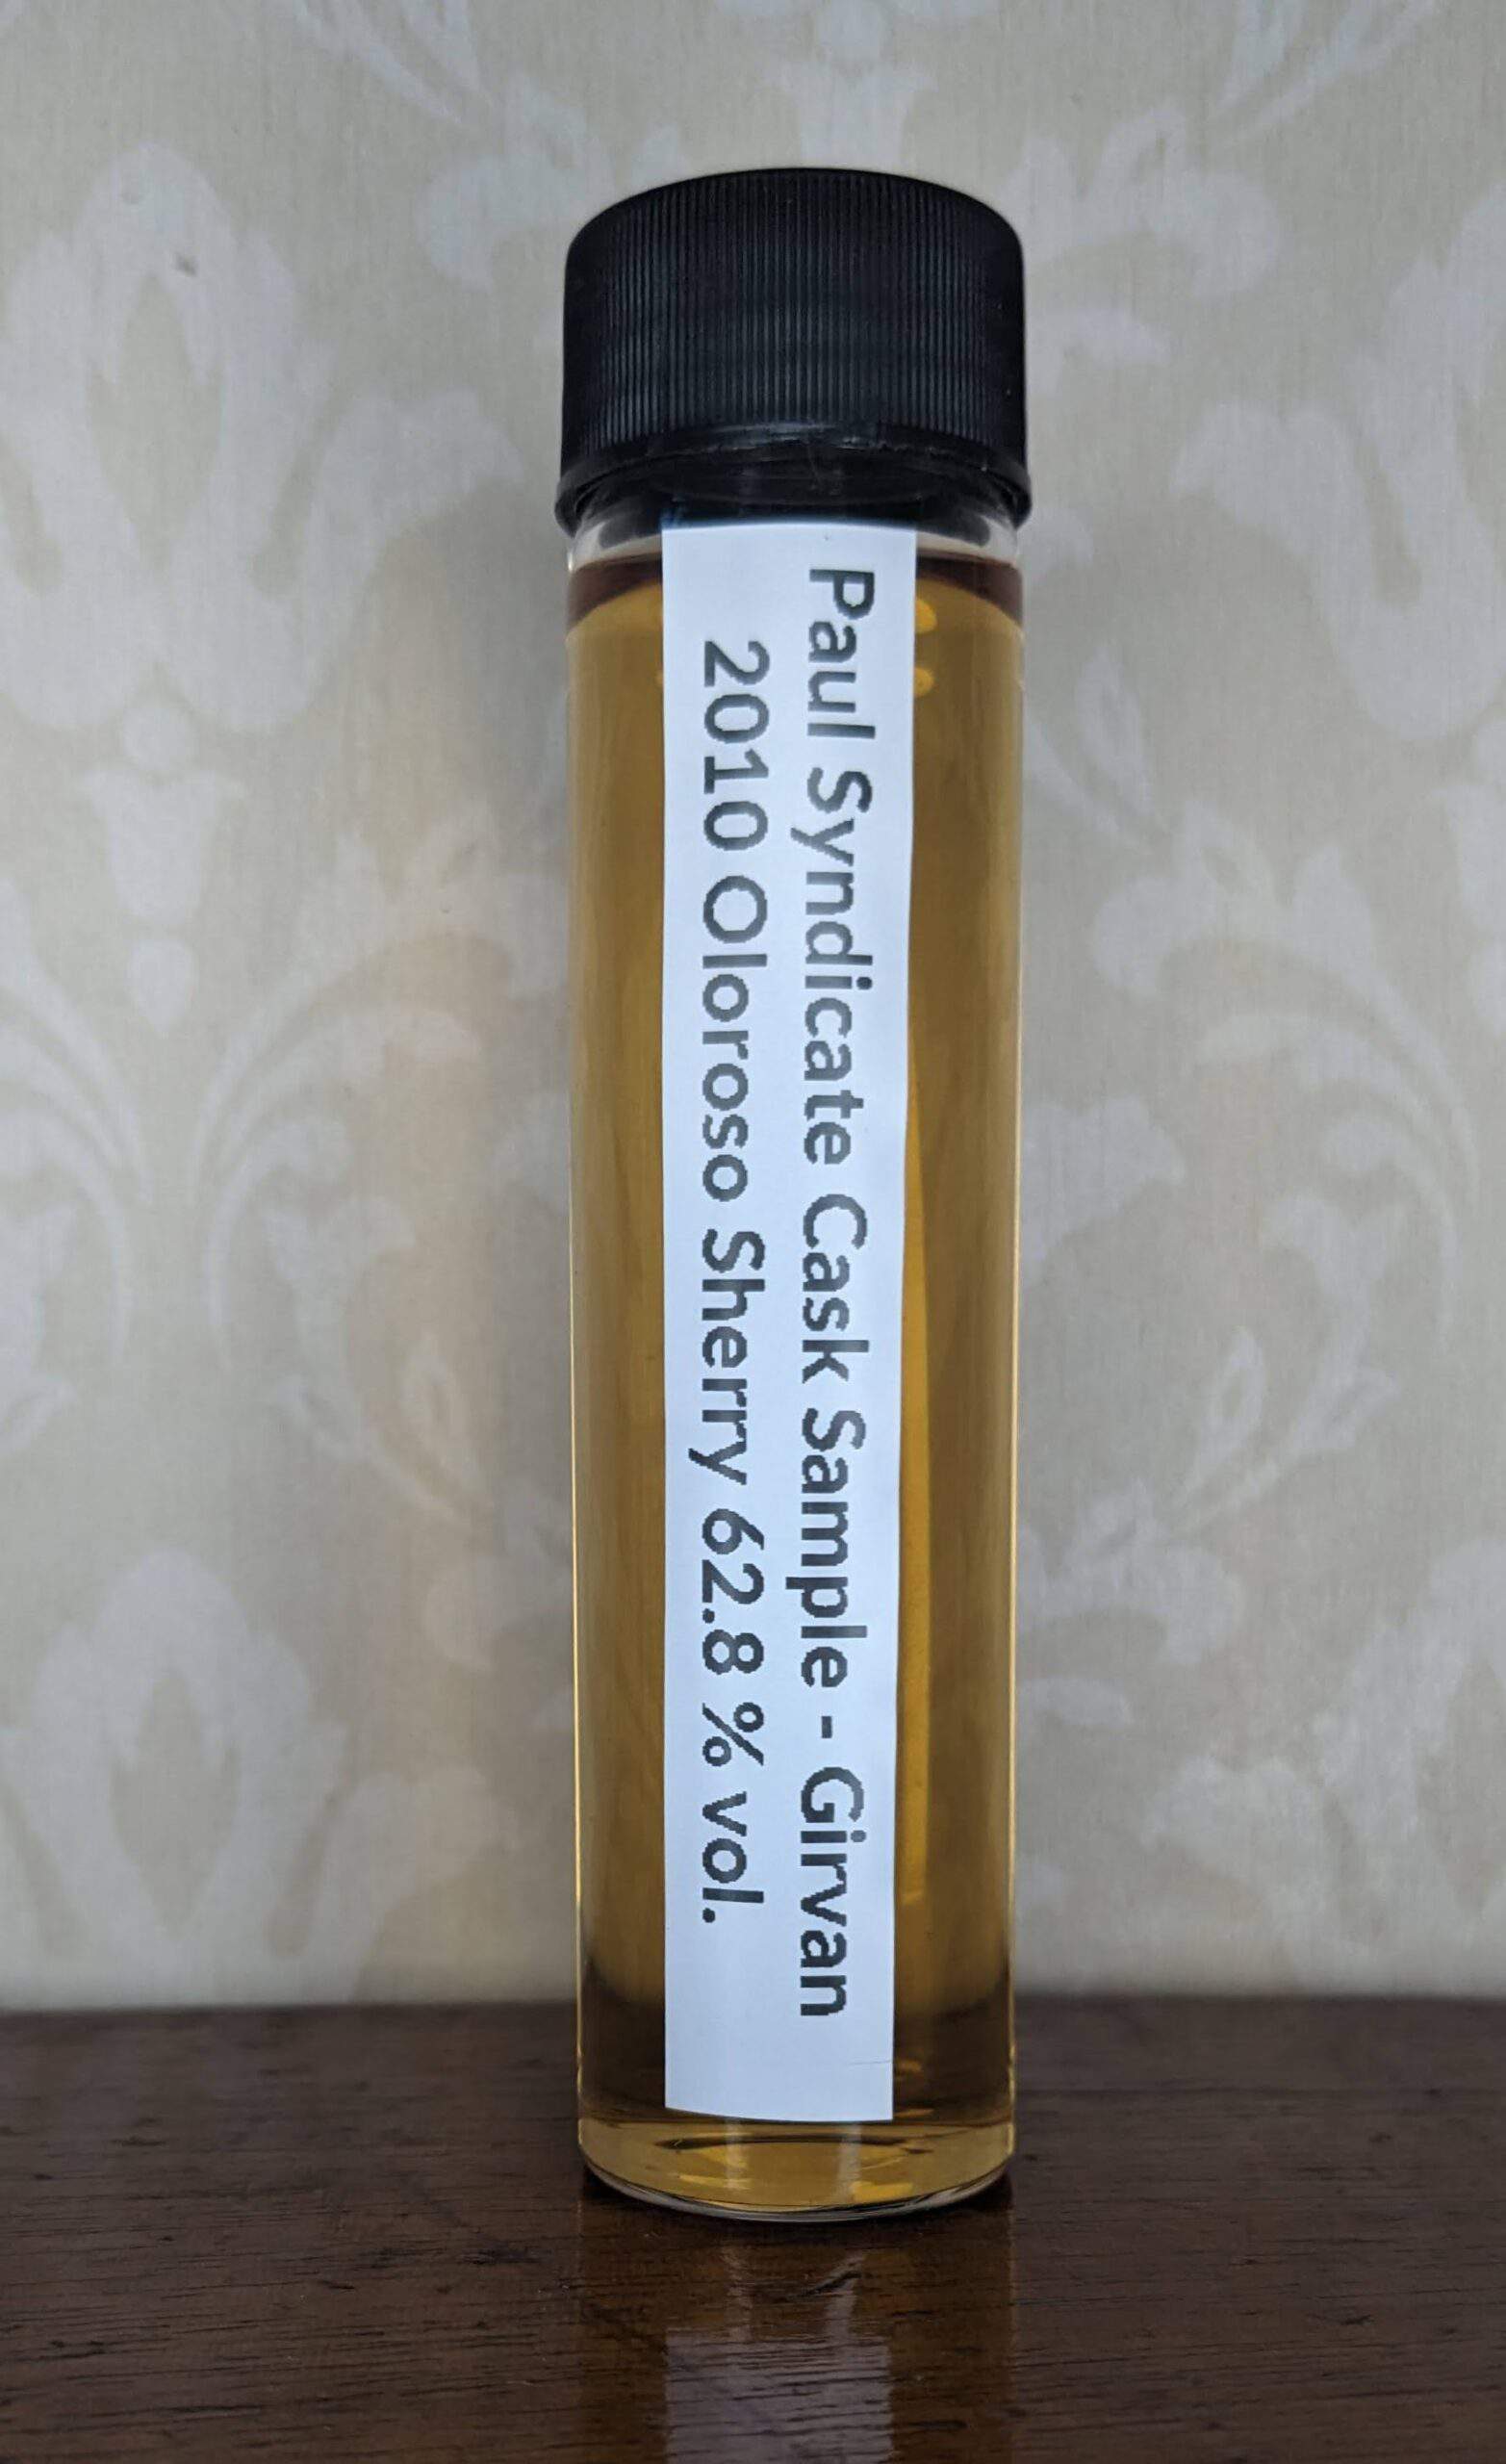 Paul Syndicate Cask Sample - Girvan
2010 Oloroso Sherry 62.8 % vol.